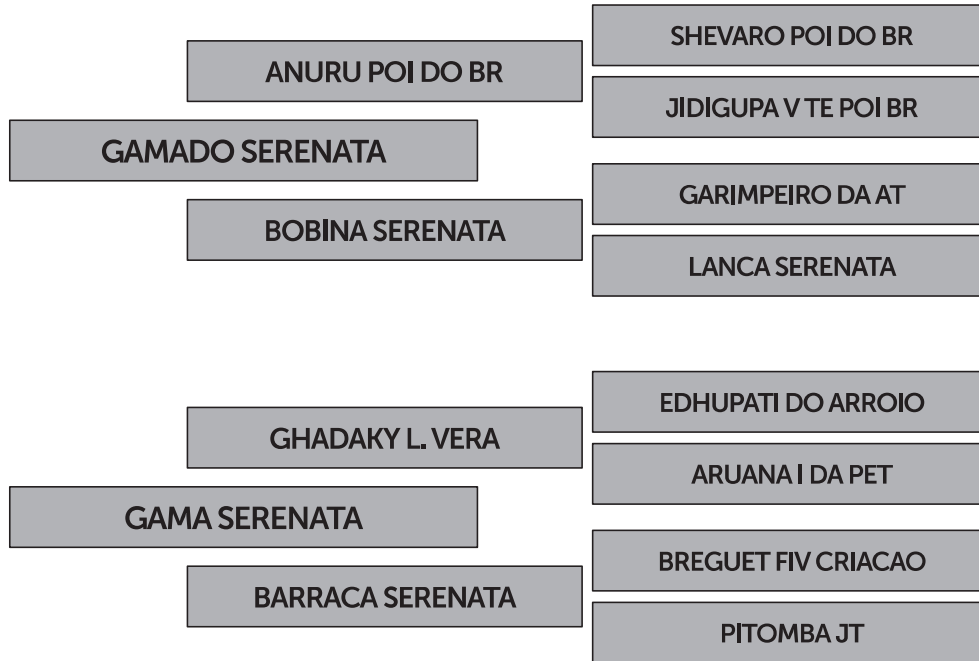 SHEVARO POI DO BR
ANURU POI DO BR
JIDIGUPA V TE POI BR
GAMADO SERENATA
GARIMPEIRO DA AT
BOBINA SERENATA
LANCA SERENATA
EDHUPATI DO ARROIO
GHADAKY L. VERA
ARUANA I DA PET
GAMA SERENATA
BREGUET FIV CRIACAO
BARRACA SERENATA
PITOMBA JT